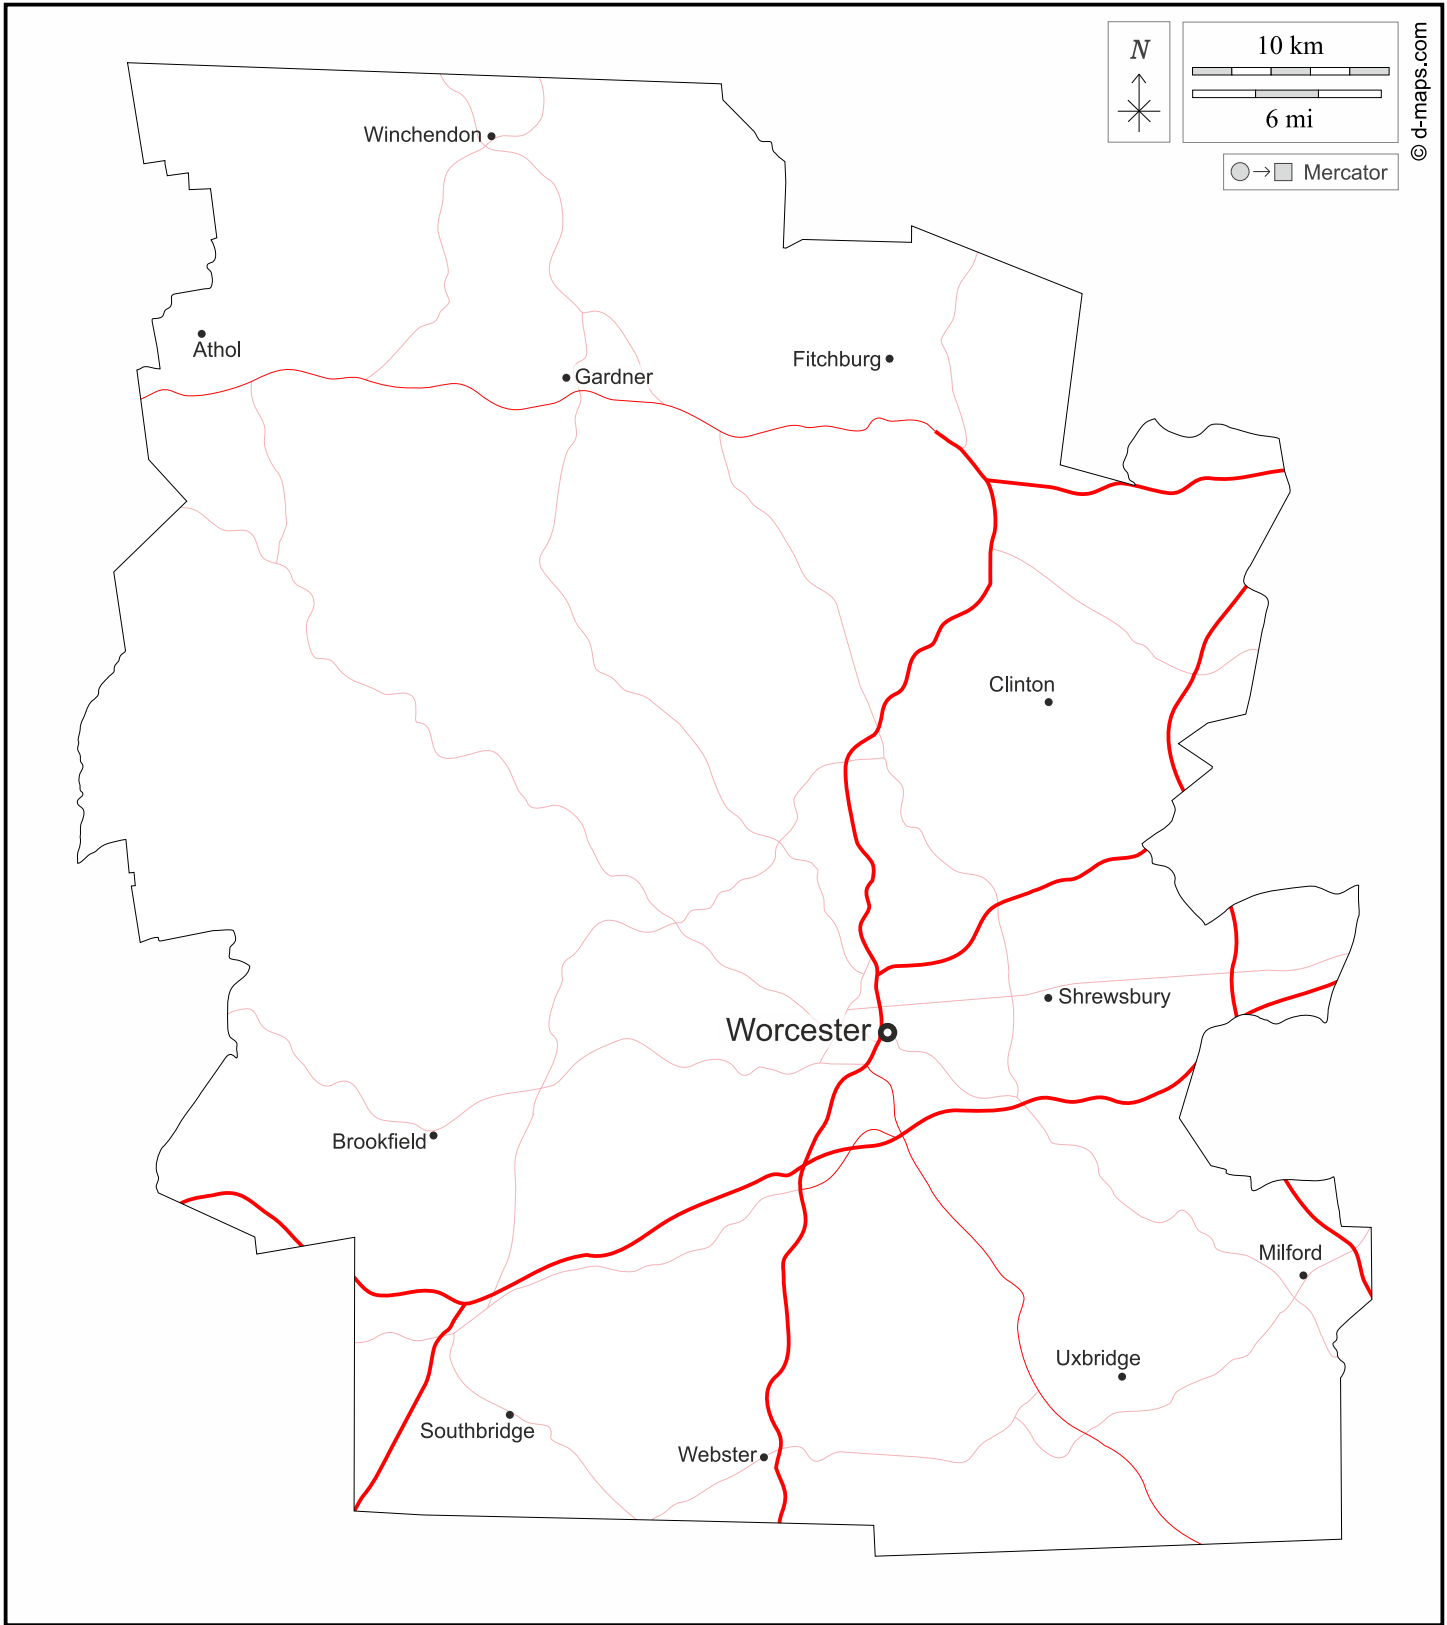 N
10 km
6 mi
© d-maps.com
Mercator
Winchendon
Athol
Gardner
Fitchburg
Clinton
Shrewsbury
Worcester
Brookfield
Milford
Uxbridge
Southbridge
Webster